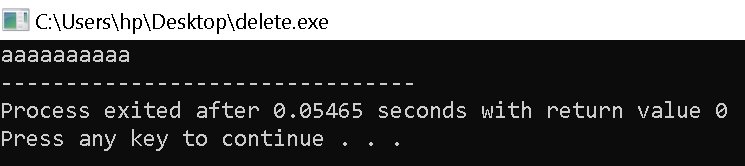 C:\Users\hp\Desktop\delete.exe
aaaaaaaaaa
--------------------------------
Process exited after 0.05465 seconds with return value 0
Press any key to continue . . .